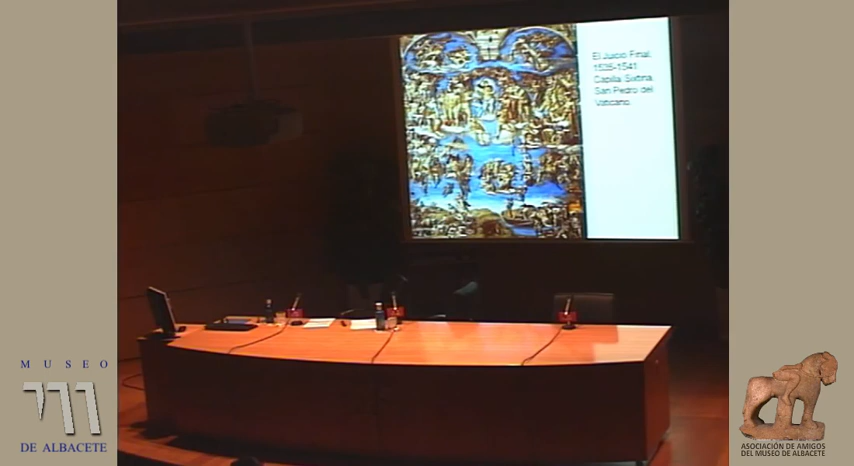 El Juicio Final.
1535-1541
Capilla Sixtina.
San Pedro del
Vaticano.
MUSEO
DE ALBACETE
ASOCIACIÓN DE AMIGOS
DEL MUSEO DE ALBACETE